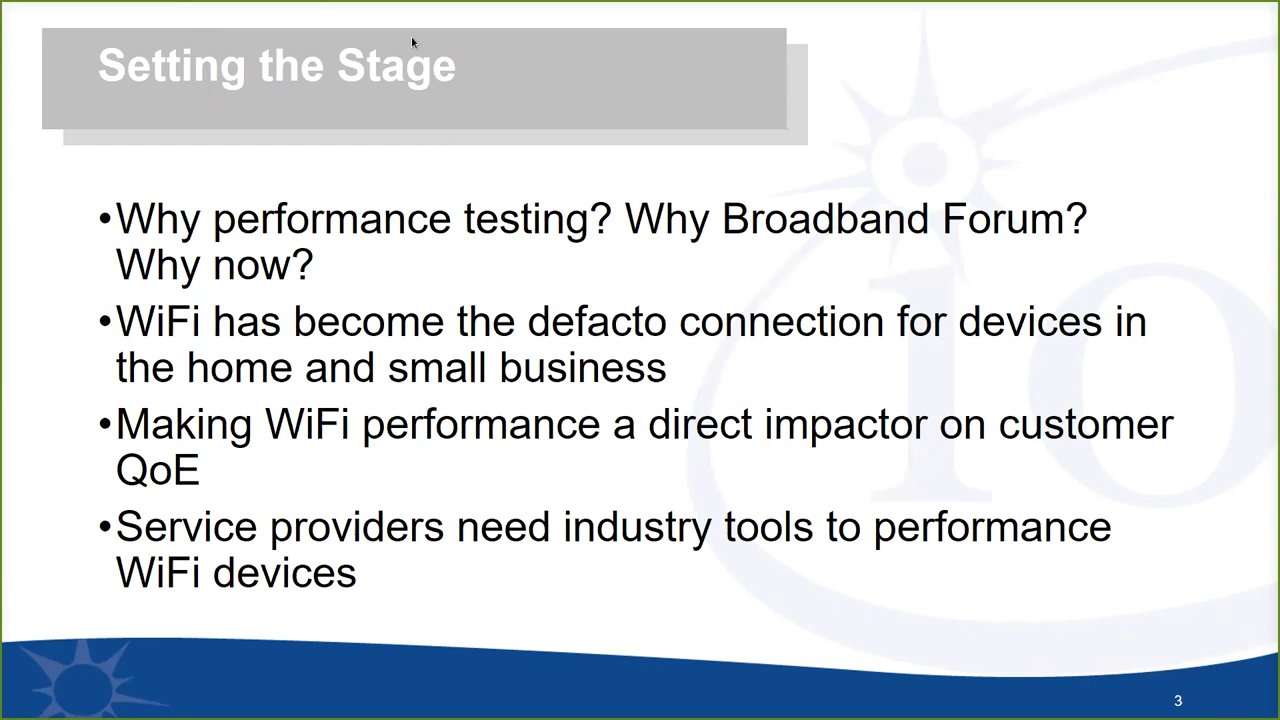 Setting the Stage
•Why performance testing? Why Broadband Forum?
Why now?
•WiFi has become the defacto connection for devices in
the home and small business
•Making WiFi performance a direct impactor on customer
QoE
•Service providers need industry tools to performance
WiFi devices
io
3